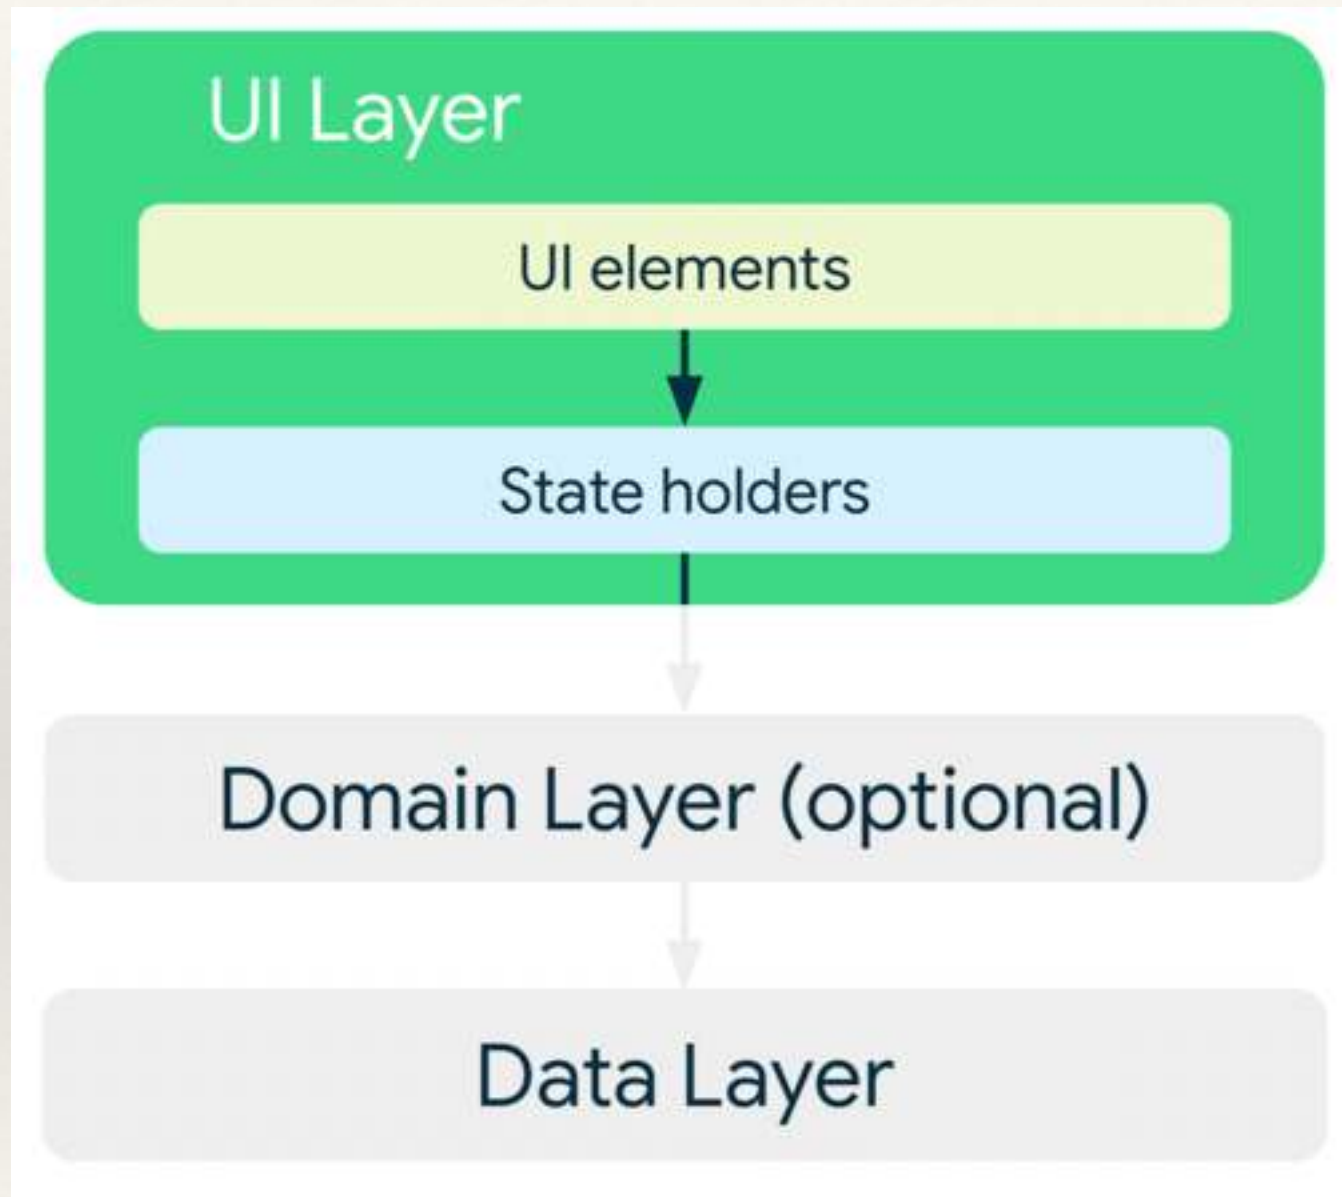 UI Layer
UI elements
State holders
Domain Layer (optional)
Data Layer